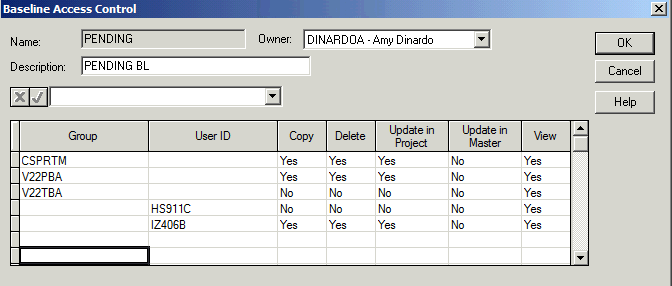 Baseline Access Control
Name: PENDING Owner: DINARDOA - Amy Dinardo OK
Description: PENDING BL Cancel
Help
Group User ID Copy Delete Update in Project Update in Master View
CSPRTM Yes Yes Yes No Yes
V22PBA Yes Yes Yes No Yes
V22TBA No No No No Yes
HS911C No No No No Yes
IZ406B Yes Yes Yes No Yes